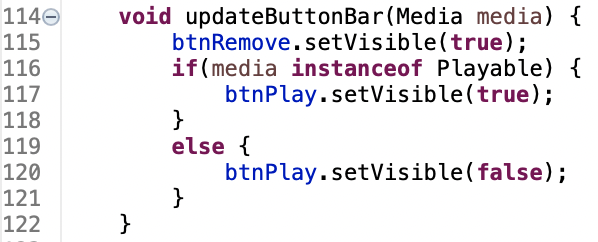 114    void updateButtonBar(Media media) {
115        btnRemove.setVisible(true);
116        if(media instanceof Playable) {
117            btnPlay.setVisible(true);
118        }
119        else {
120            btnPlay.setVisible(false);
121        }
122    }